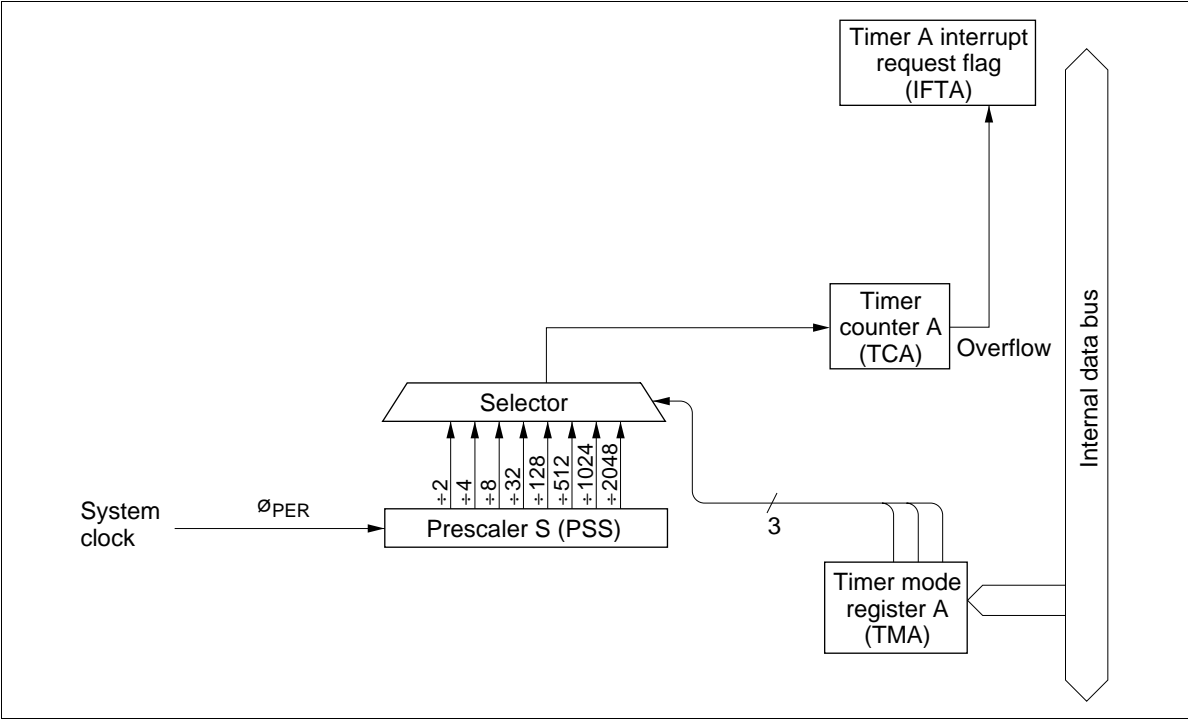 Timer A interrupt
request flag
(IFTA)
Timer
counter A
(TCA)
Overflow
Internal data bus
Selector
÷2
÷4
÷8
÷32
÷128
÷512
÷1024
÷2048
System
clock
øPER
Prescaler S (PSS)
3
Timer mode
register A
(TMA)